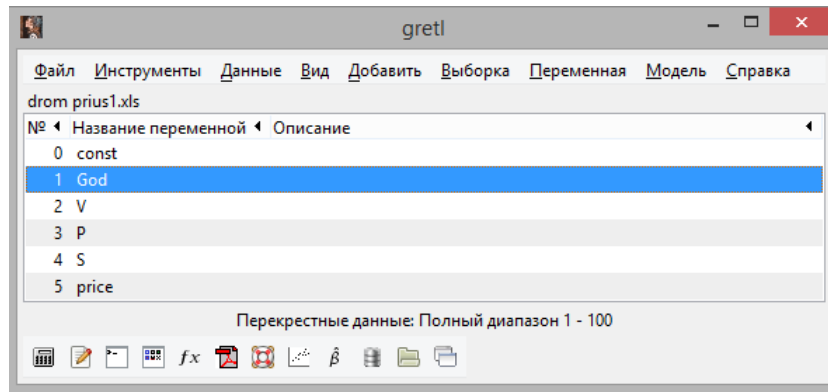 gretl
Файл Инструменты Данные Вид Добавить Выборка Переменная Модель Справка
drom prius1.xls
№ Название переменной Описание
0 const
1 God
2 V
3 P
4 S
5 price
Перекрестные данные: Полный диапазон 1 - 100
fx β̂